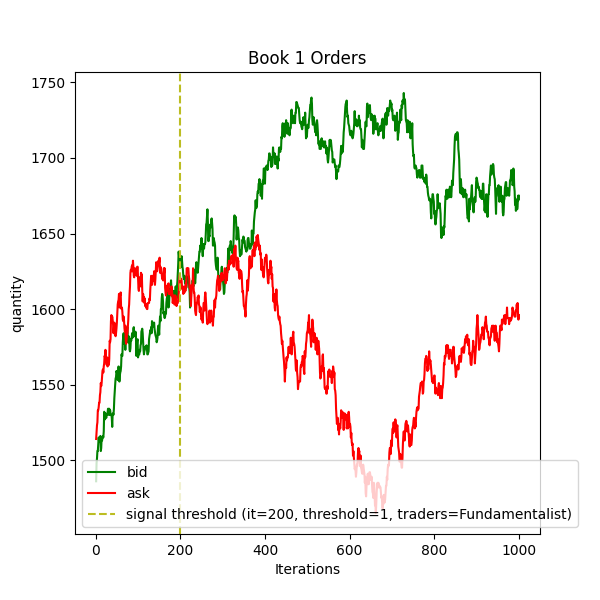 Book 1 Orders
1750
1700
1650
1600
1550
1500
quantity
bid
ask
signal threshold (it=200, threshold=1, traders=Fundamentalist)
0 200 400 600 800 1000
Iterations